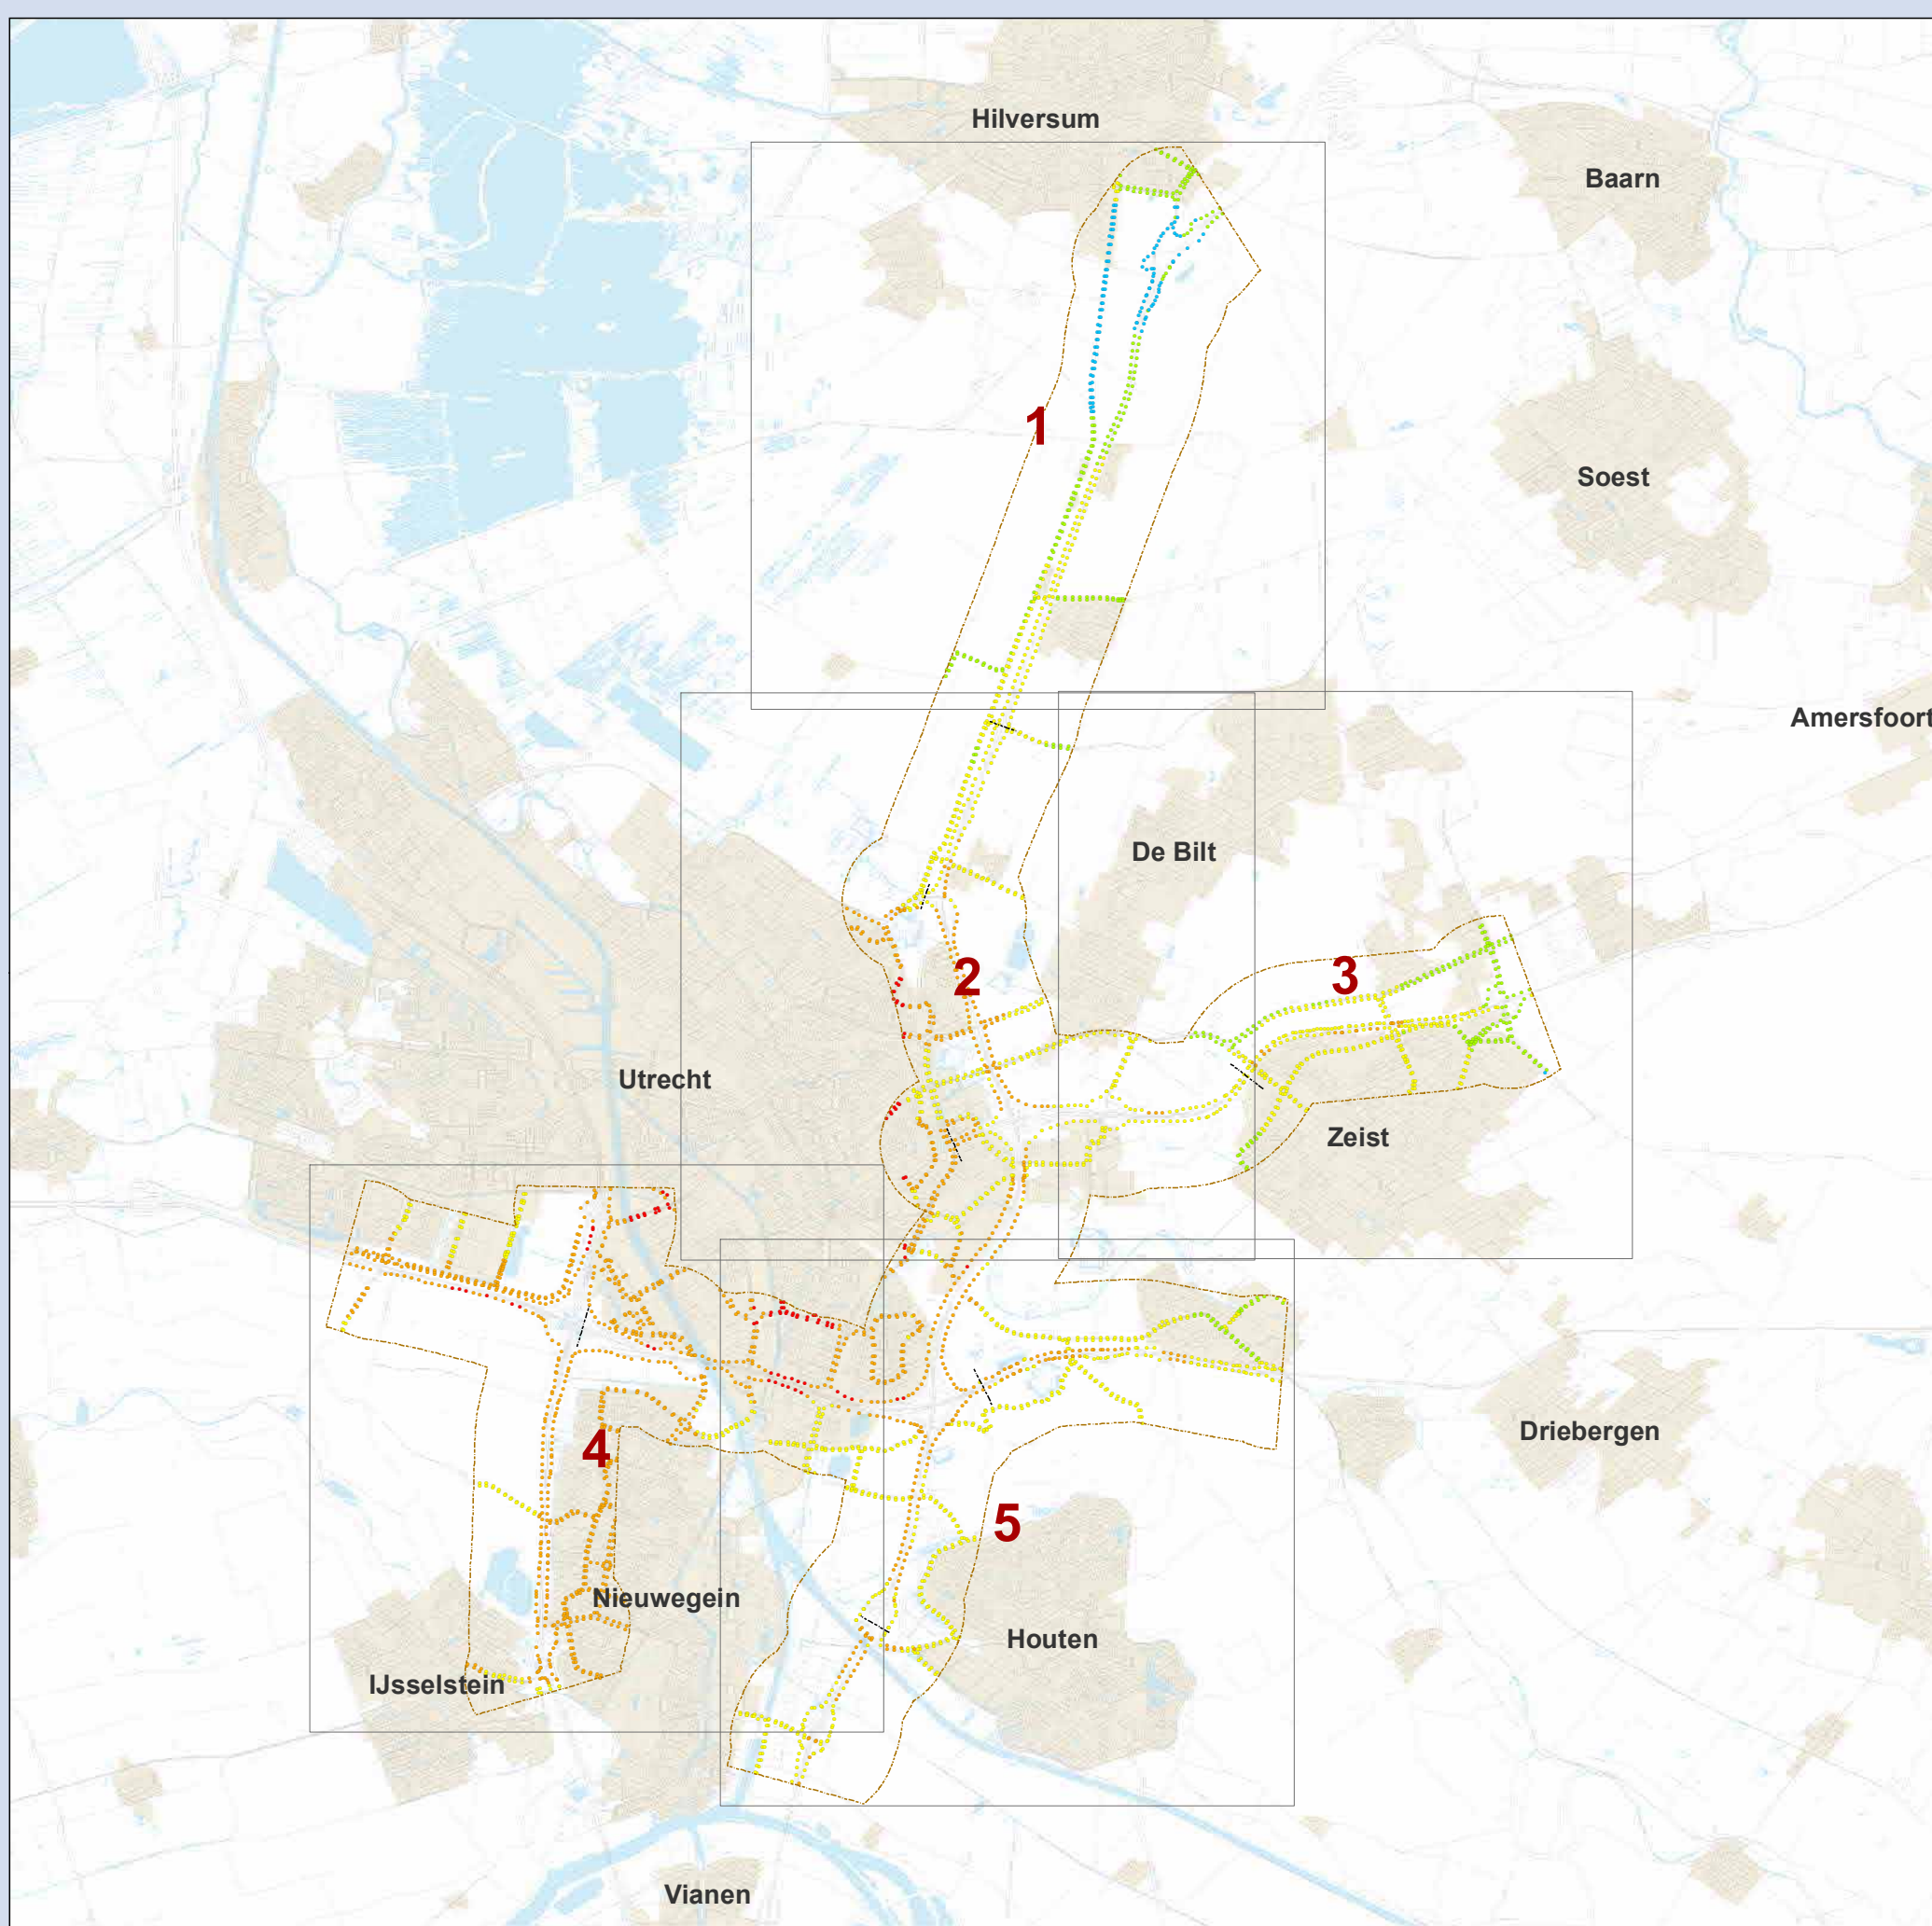 Hilversum
Baarn
1
Soest
Amersfoort
De Bilt
2
3
Utrecht
Zeist
Driebergen
4
5
Nieuwegein
Houten
IJsselstein
Vianen